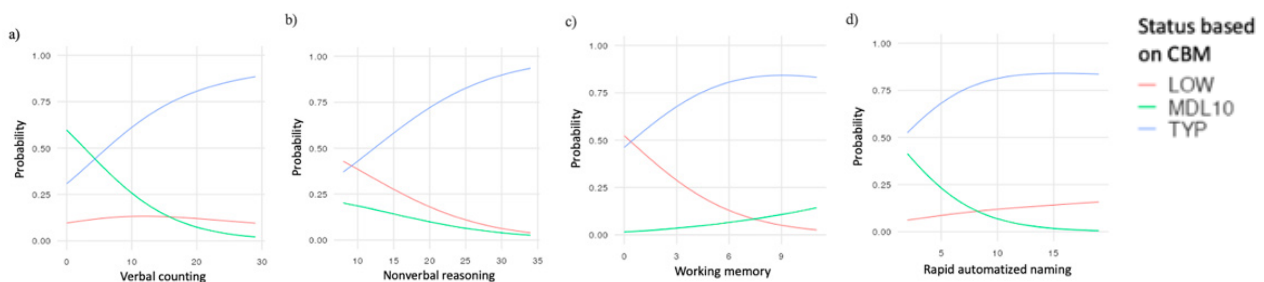 a)
1.00
0.75
0.50
0.25
0.00
Probability
0
10
20
30
Verbal counting
b)
1.00
0.75
0.50
0.25
0.00
Probability
10
15
20
25
30
35
Nonverbal reasoning
c)
1.00
0.75
0.50
0.25
0.00
Probability
0
3
6
9
Working memory
d)
1.00
0.75
0.50
0.25
0.00
Probability
5
10
15
Rapid automatized naming
Status based
on CBM
LOW
MDL10
TYP